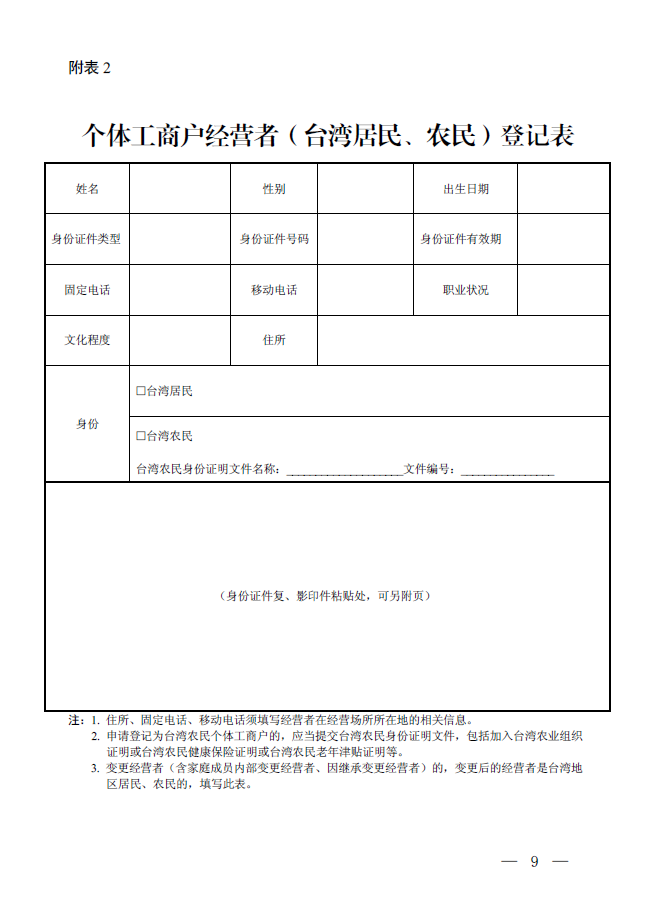 附表 2
个体工商户经营者（台湾居民、农民）登记表
姓名 性别 出生日期
身份证件类型 身份证件号码 身份证件有效期
固定电话 移动电话 职业状况
文化程度 住所
身份
□台湾居民
□台湾农民
台湾农民身份证明文件名称：____________________文件编号：________________
（身份证件复、影印件粘贴处，可另附页）
注：1. 住所、固定电话、移动电话须填写经营者在经营场所所在地的相关信息。
2. 申请登记为台湾农民个体工商户的，应当提交台湾农民身份证明文件，包括加入台湾农业组织
证明或台湾农民健康保险证明或台湾农民老年津贴证明等。
3. 变更经营者（含家庭成员内部变更经营者、因继承变更经营者）的，变更后的经营者是台湾地
区居民、农民的，填写此表。
— 9 —